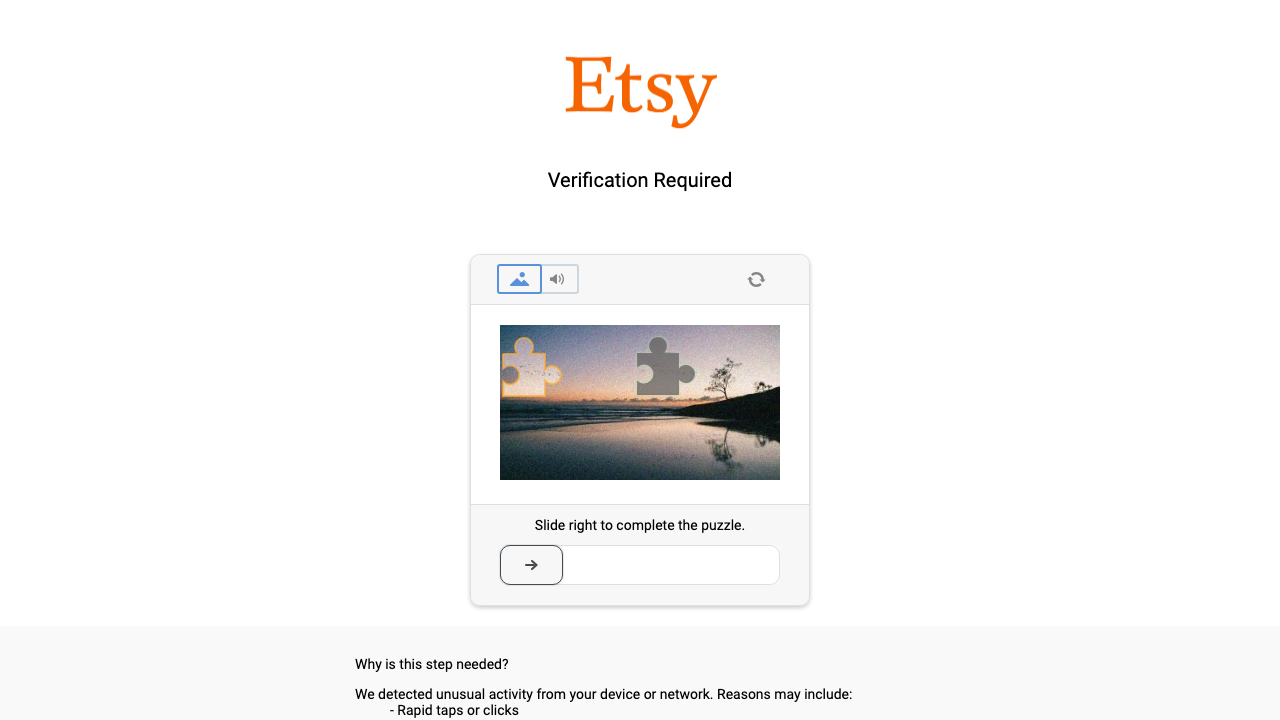 Etsy
Verification Required
Slide right to complete the puzzle.
Why is this step needed?
We detected unusual activity from your device or network. Reasons may include:
- Rapid taps or clicks